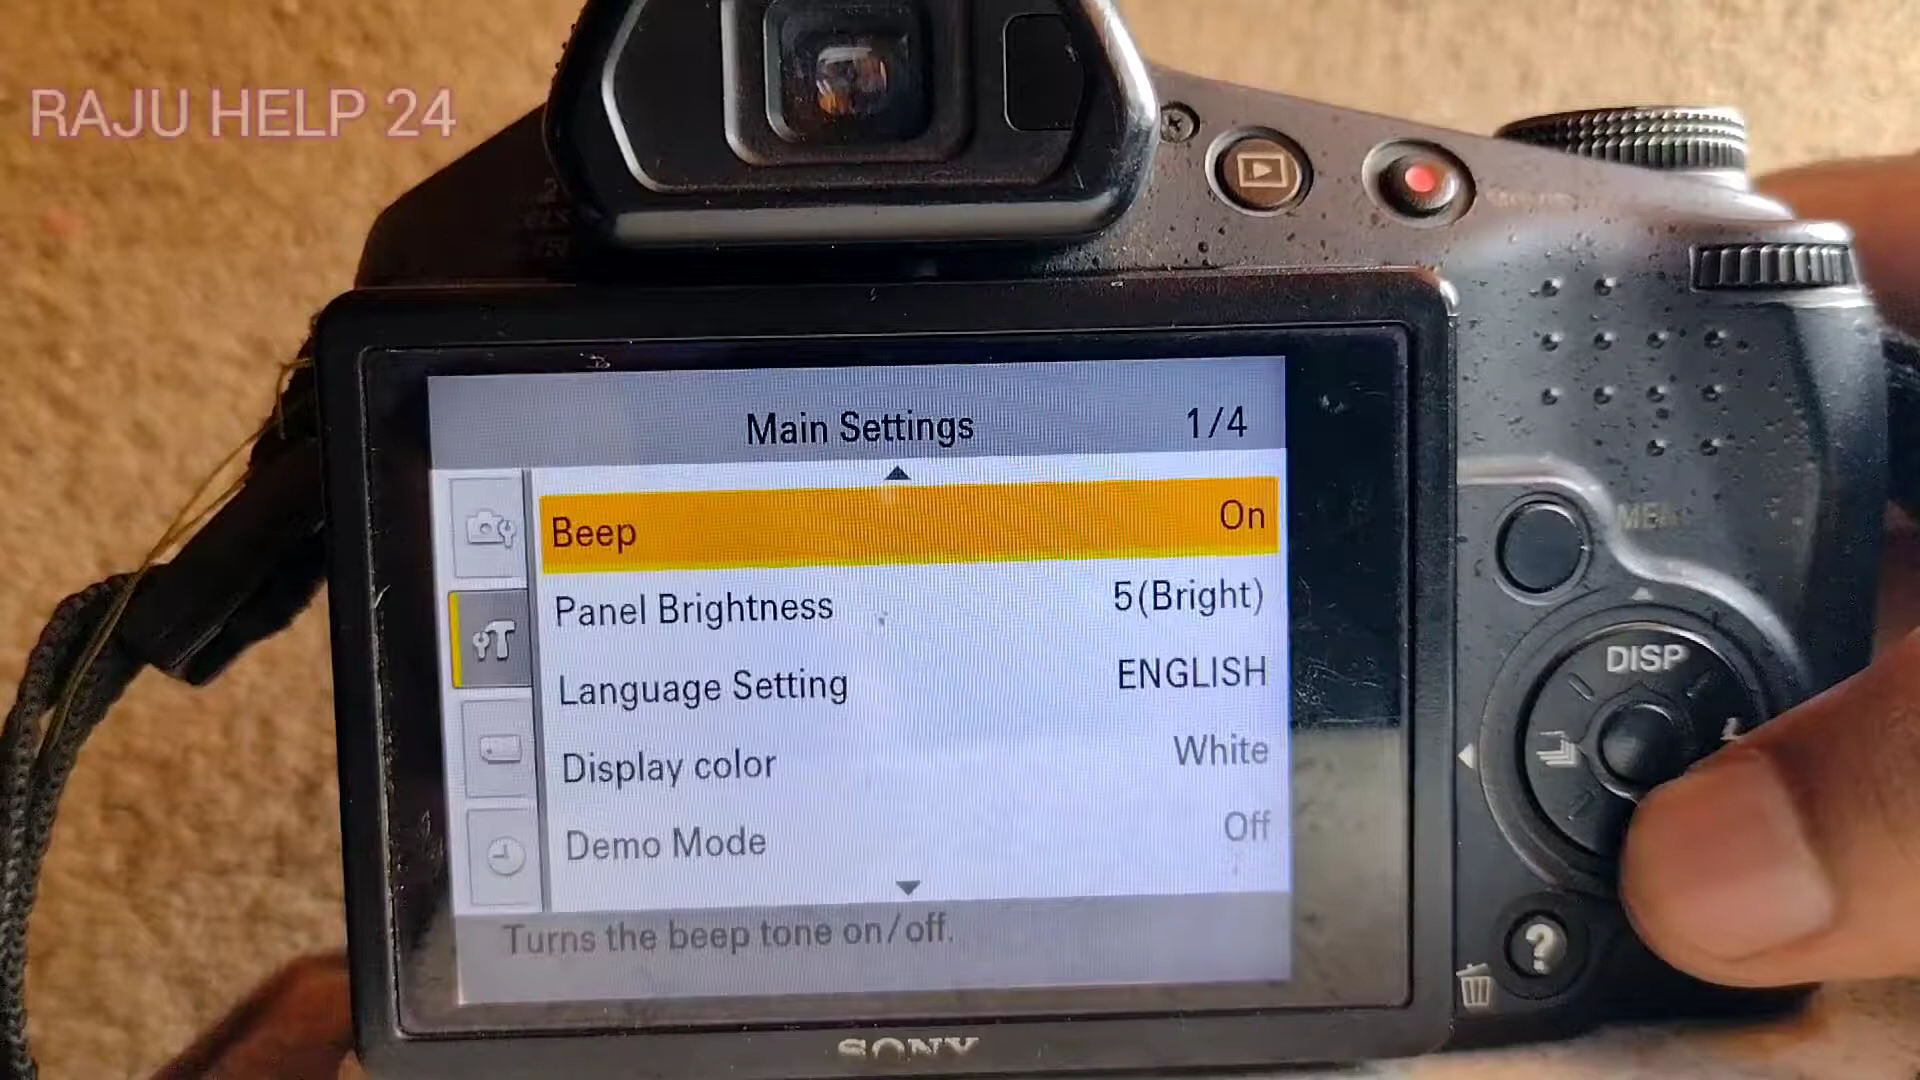 RAJU HELP 24
Main Settings 1/4
Beep On
Panel Brightness 5(Bright)
Language Setting ENGLISH
Display color White
Demo Mode Off
Turns the beep tone on/off.
MENU
DISP
?
SONY